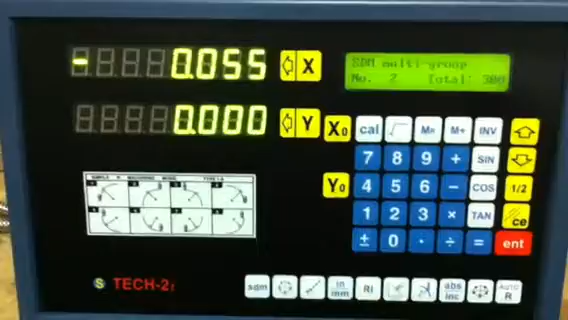 - 0.055 X
SDM multi-group
No. 2 Total: 300
0.000 Y X₀
cal √ MR M+ INV
7 8 9 + SIN
Y₀ 4 5 6 - COS 1/2
1 2 3 × TAN ce
± 0 · ÷ = ent
S TECH-2
sdm in/mm RI abs/inc AUTO R